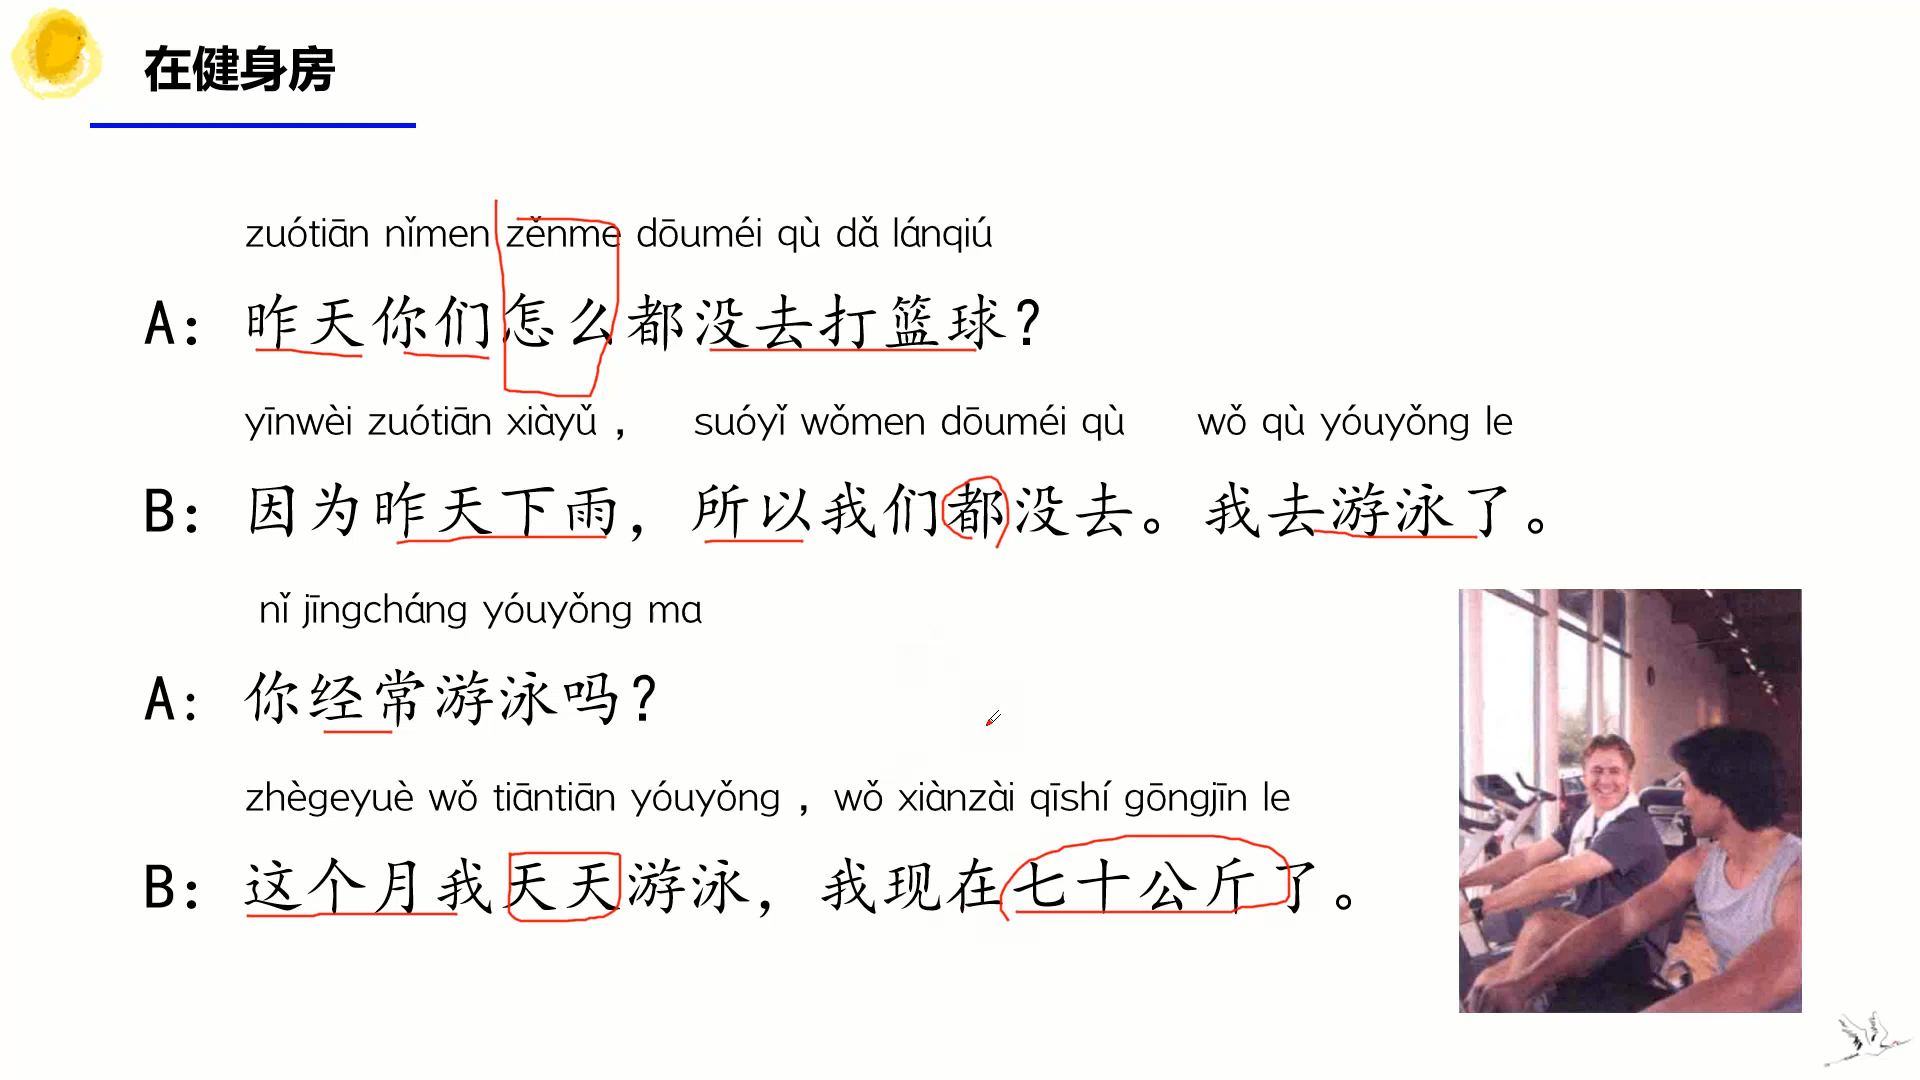 在健身房
zuótiān nǐmen zěnme dōuméi qù dǎ lánqiú
A：昨天你们怎么都没去打篮球？
yīnwèi zuótiān xiàyǔ ， suóyǐ wǒmen dōuméi qù wǒ qù yóuyǒng le
B：因为昨天下雨，所以我们都没去。我去游泳了。
nǐ jīngcháng yóuyǒng ma
A：你经常游泳吗？
zhègeyuè wǒ tiāntiān yóuyǒng ，wǒ xiànzài qīshí gōngjīn le
B：这个月我天天游泳，我现在七十公斤了。